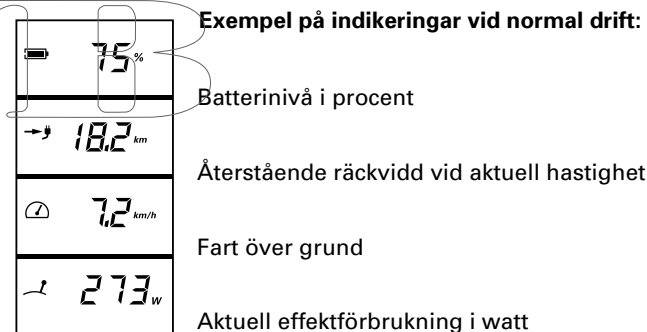 Exempel på indikeringar vid normal drift:
75%
Batterinivå i procent
18.2 km
Återstående räckvidd vid aktuell hastighet
7.2 km/h
Fart över grund
273 W
Aktuell effektförbrukning i watt